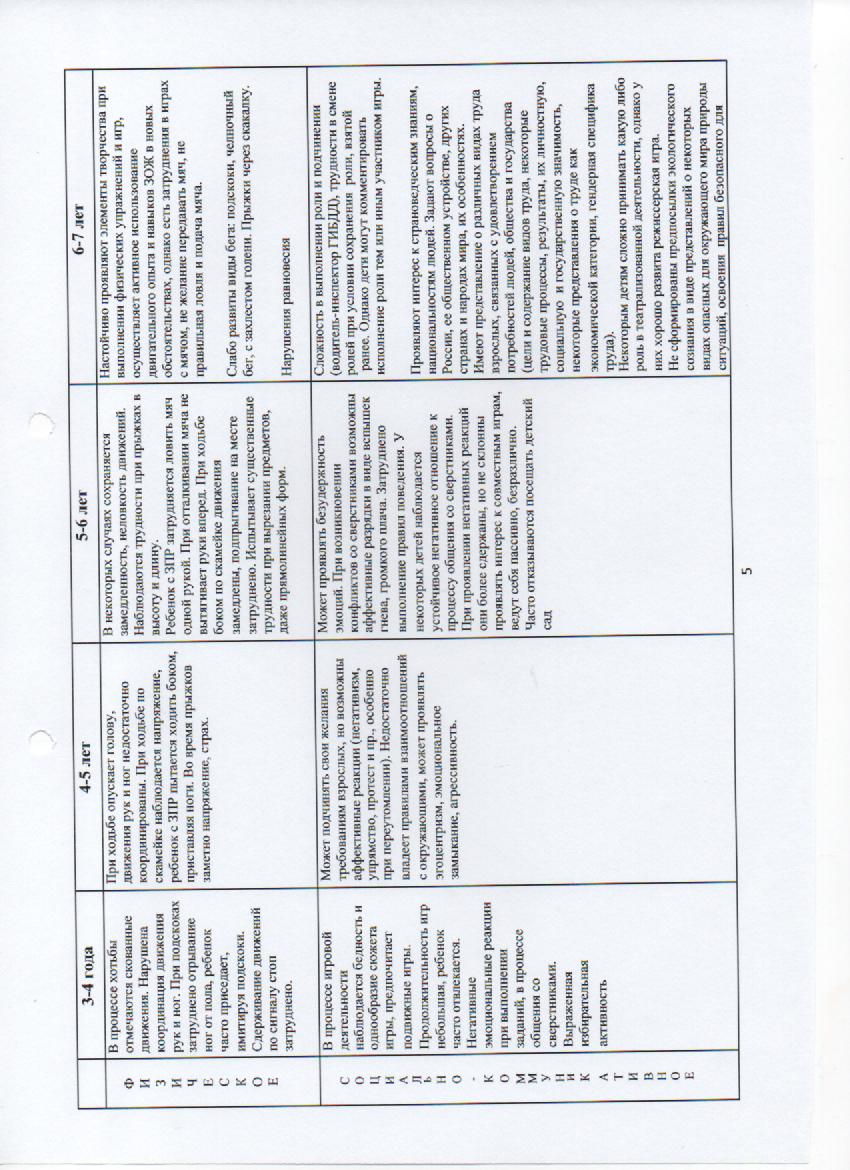 3-4 года
4-5 лет
5-6 лет
6-7 лет
ФИЗИЧЕСКОЕ
В процессе хотьбы
отмечаются скованные
движения. Нарушена
координация движения
рук и ног. При подскоках
затруднено отрывание
ног от пола, ребенок
часто приседает,
имитируя подскоки.
Сдерживание движений
по сигналу стоп
затруднено.
При ходьбе опускает голову,
движения рук и ног недостаточно
координированы. При ходьбе по
скамейке наблюдается напряжение,
ребенок с ЗПР пытается ходить боком,
приставляя ноги. Во время прыжков
заметно напряжение, страх.
В некоторых случаях сохраняется
замедленность, неловкость движений.
Наблюдаются трудности при прыжках в
высоту и длину.
Ребенок с ЗПР затрудняется ловить мяч
одной рукой. При отталкивании мяча не
вытягивает руки вперед. При ходьбе
боком по скамейке движения
замедлены, подпрыгивание на месте
затруднено. Испытывает существенные
трудности при вырезании предметов,
даже прямолинейных форм.
Настойчиво проявляют элементы творчества при
выполнении физических упражнений и игр,
осуществляет активное использование
двигательного опыта и навыков ЗОЖ в новых
обстоятельствах, однако есть затруднения в играх
с мячом, не желание передавать мяч, не
правильная ловля и подача мяча.
Слабо развиты виды бега: подскоки, челночный
бег, с захлестом голени. Прыжки через скакалку.
Нарушения равновесия
СОЦИАЛЬНО-КОММУНИКАТИВНОЕ
В процессе игровой
деятельности
наблюдается бедность и
однообразие сюжета
игры, предпочитает
подвижные игры.
Продолжительность игр
небольшая, ребенок
часто отвлекается.
Негативные
эмоциональные реакции
при выполнении
заданий, в процессе
общения со
сверстниками.
Выраженная
избирательная
активность
Может подчинять свои желания
требованиям взрослых, но возможны
аффективные реакции (негативизм,
упрямство, протест и пр., особенно
при переутомлении). Недостаточно
владеет правилами взаимоотношений
с окружающими, может проявлять
эгоцентризм, эмоциональное
замыкание, агрессивность.
Может проявлять безудержность
эмоций. При возникновении
конфликтов со сверстниками возможны
аффективные разрядки в виде вспышек
гнева, громкого плача. Затруднено
выполнение правил поведения. У
некоторых детей наблюдается
устойчивое негативное отношение к
процессу общения со сверстниками.
При проявлении негативных реакций
они более сдержаны, но не склонны
проявлять интерес к совместным играм,
ведут себя пассивно, безразлично.
Часто отказываются посещать детский
сад
Сложность в выполнении роли и подчинении
(водитель-инспектор ГИБДД), трудности в смене
ролей при условии сохранения роли, взятой
ранее. Однако дети могут комментировать
исполнение роли тем или иным участником игры.
Проявляют интерес к страноведческим знаниям,
национальностям людей. Задают вопросы о
России, ее общественном устройстве, других
странах и народах мира, их особенностях.
Имеют представление о различных видах труда
взрослых, связанных с удовлетворением
потребностей людей, общества и государства
(цели и содержание видов труда, некоторые
трудовые процессы, результаты, их личностную,
социальную и государственную значимость,
некоторые представления о труде как
экономической категории, гендерная специфика
труда).
Некоторым детям сложно принимать какую либо
роль в театрализованной деятельности, однако у
них хорошо развита режиссерская игра.
Не сформированы предпосылки экологического
сознания в виде представлений о некоторых
видах опасных для окружающего мира природы
ситуаций, освоения правил безопасного для
5